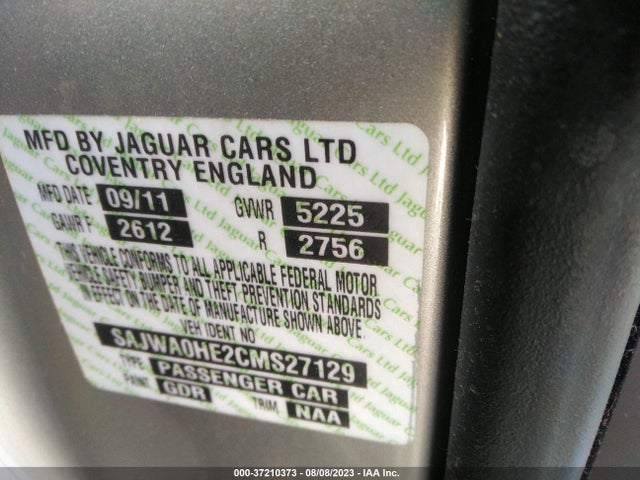 MFD BY JAGUAR CARS LTD
COVENTRY ENGLAND
MFD DATE 09/11 GVWR 5225
GAWR F 2612 R 2756
THIS VEHICLE CONFORMS TO ALL APPLICABLE FEDERAL MOTOR
VEHICLE SAFETY BUMPER AND THEFT PREVENTION STANDARDS
IN EFFECT ON THE DATE OF MANUFACTURE SHOWN ABOVE.
VEH IDENT NO
SAJWA0HE2CMS27129
TYPE PASSENGER CAR
PAINT GDR TRIM NAA
000-37210373 - 08/08/2023 - IAA Inc.